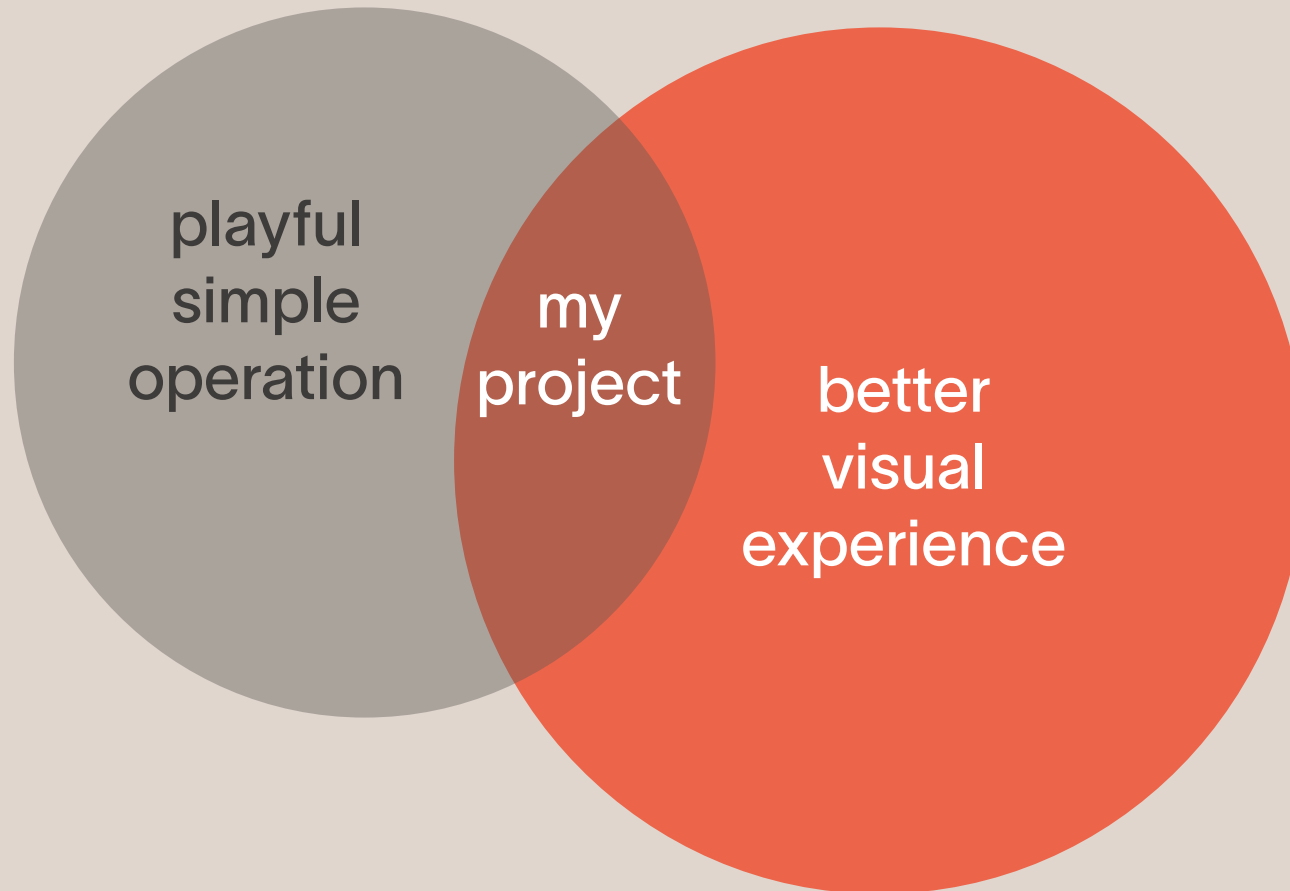 playful
simple
operation
my
project
better
visual
experience